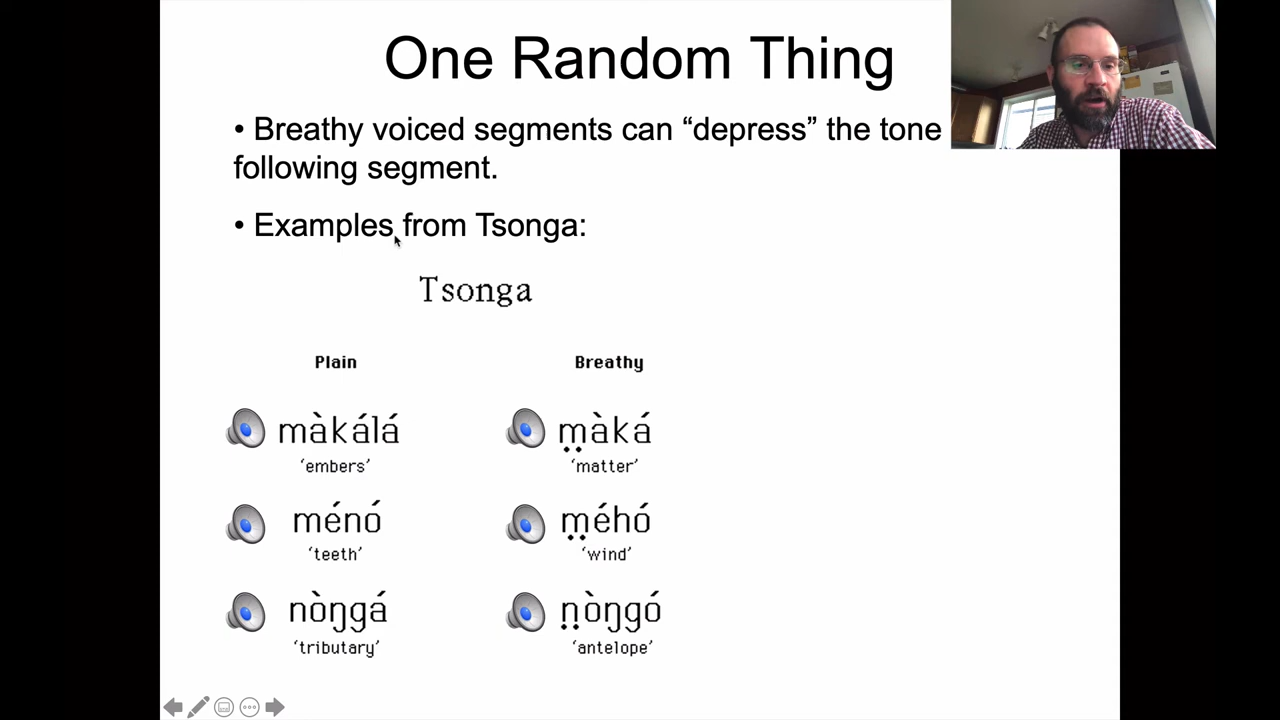 One Random Thing
• Breathy voiced segments can “depress” the tone
following segment.
• Examples from Tsonga:
Tsonga
Plain Breathy
màkálá m̤àká
‘embers’ ‘matter’
ménó m̤éhó
‘teeth’ ‘wind’
nòŋgá n̤òŋgó
‘tributary’ ‘antelope’